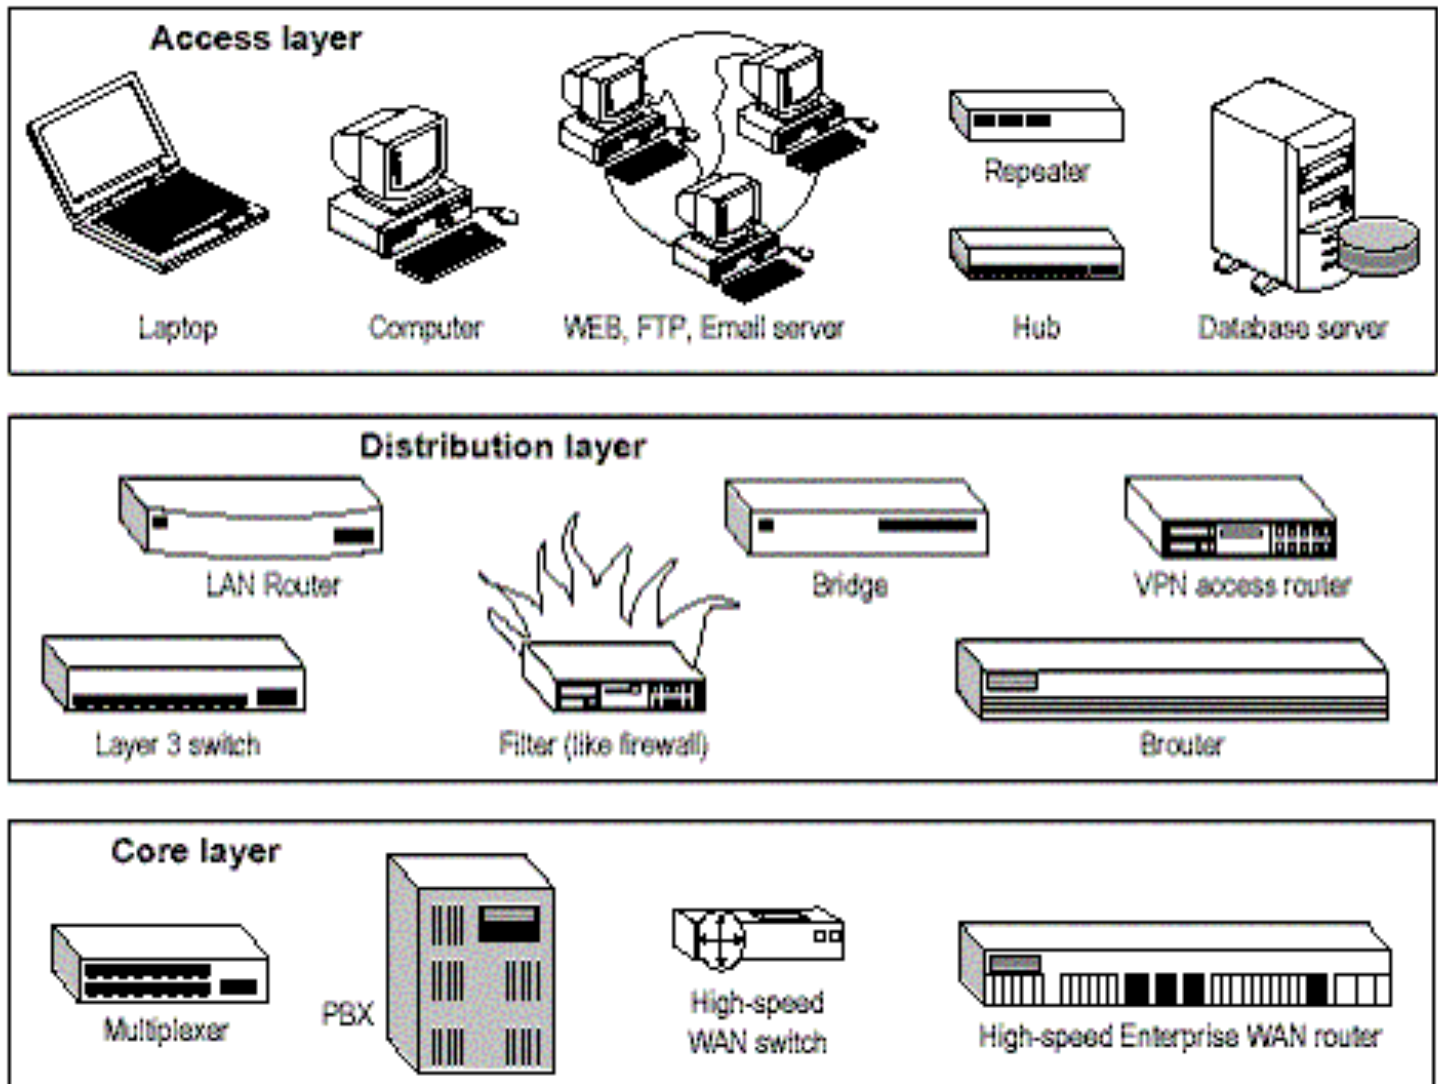 Access layer
Repeater
Laptop
Computer
WEB, FTP, Email server
Hub
Database server
Distribution layer
LAN Router
Bridge
VPN access router
Layer 3 switch
Filter (like firewall)
Brouter
Core layer
Multiplexer
PBX
High-speed
WAN switch
High-speed Enterprise WAN router